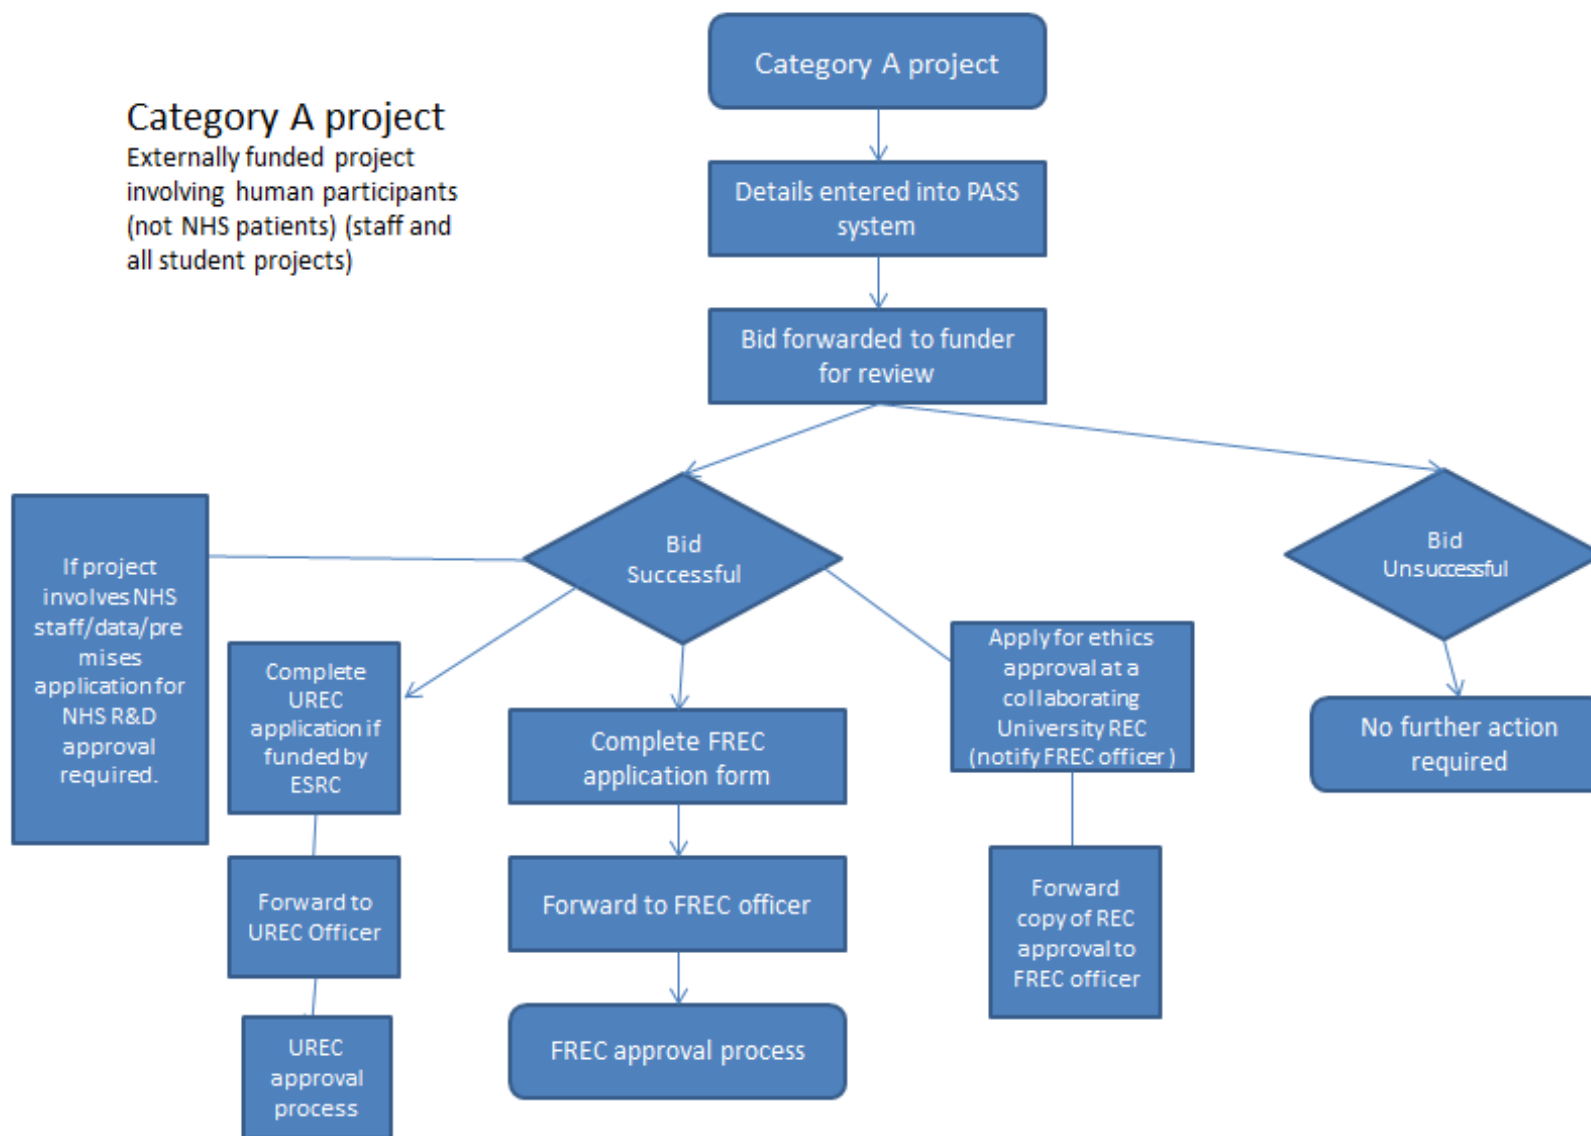 Category A project
Category A project
Externally funded project
involving human participants
(not NHS patients) (staff and
all student projects)
Details entered into PASS
system
Bid forwarded to funder
for review
Bid
Successful
Bid
Unsuccessful
If project
involves NHS
staff/data/pre
mises
application for
NHS R&D
approval
required.
Complete
UREC
application if
funded by
ESRC
Complete FREC
application form
Apply for ethics
approval at a
collaborating
University REC
(notify FREC officer )
No further action
required
Forward to
UREC Officer
Forward to FREC officer
Forward
copy of REC
approval to
FREC officer
UREC
approval
process
FREC approval process